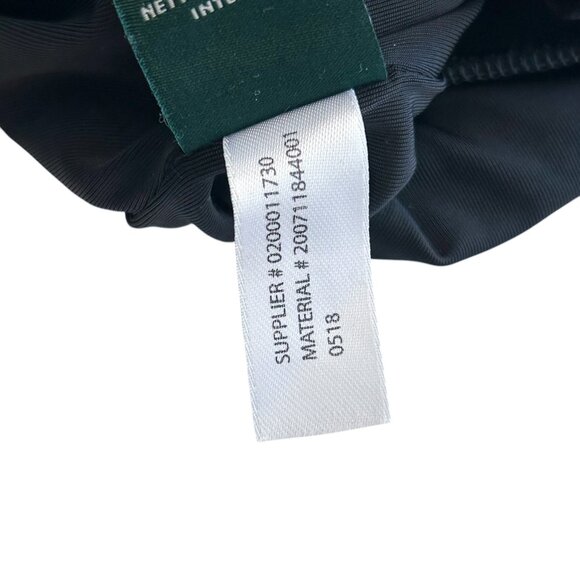 SUPPLIER # 0200011730
MATERIAL # 200711844001
0518